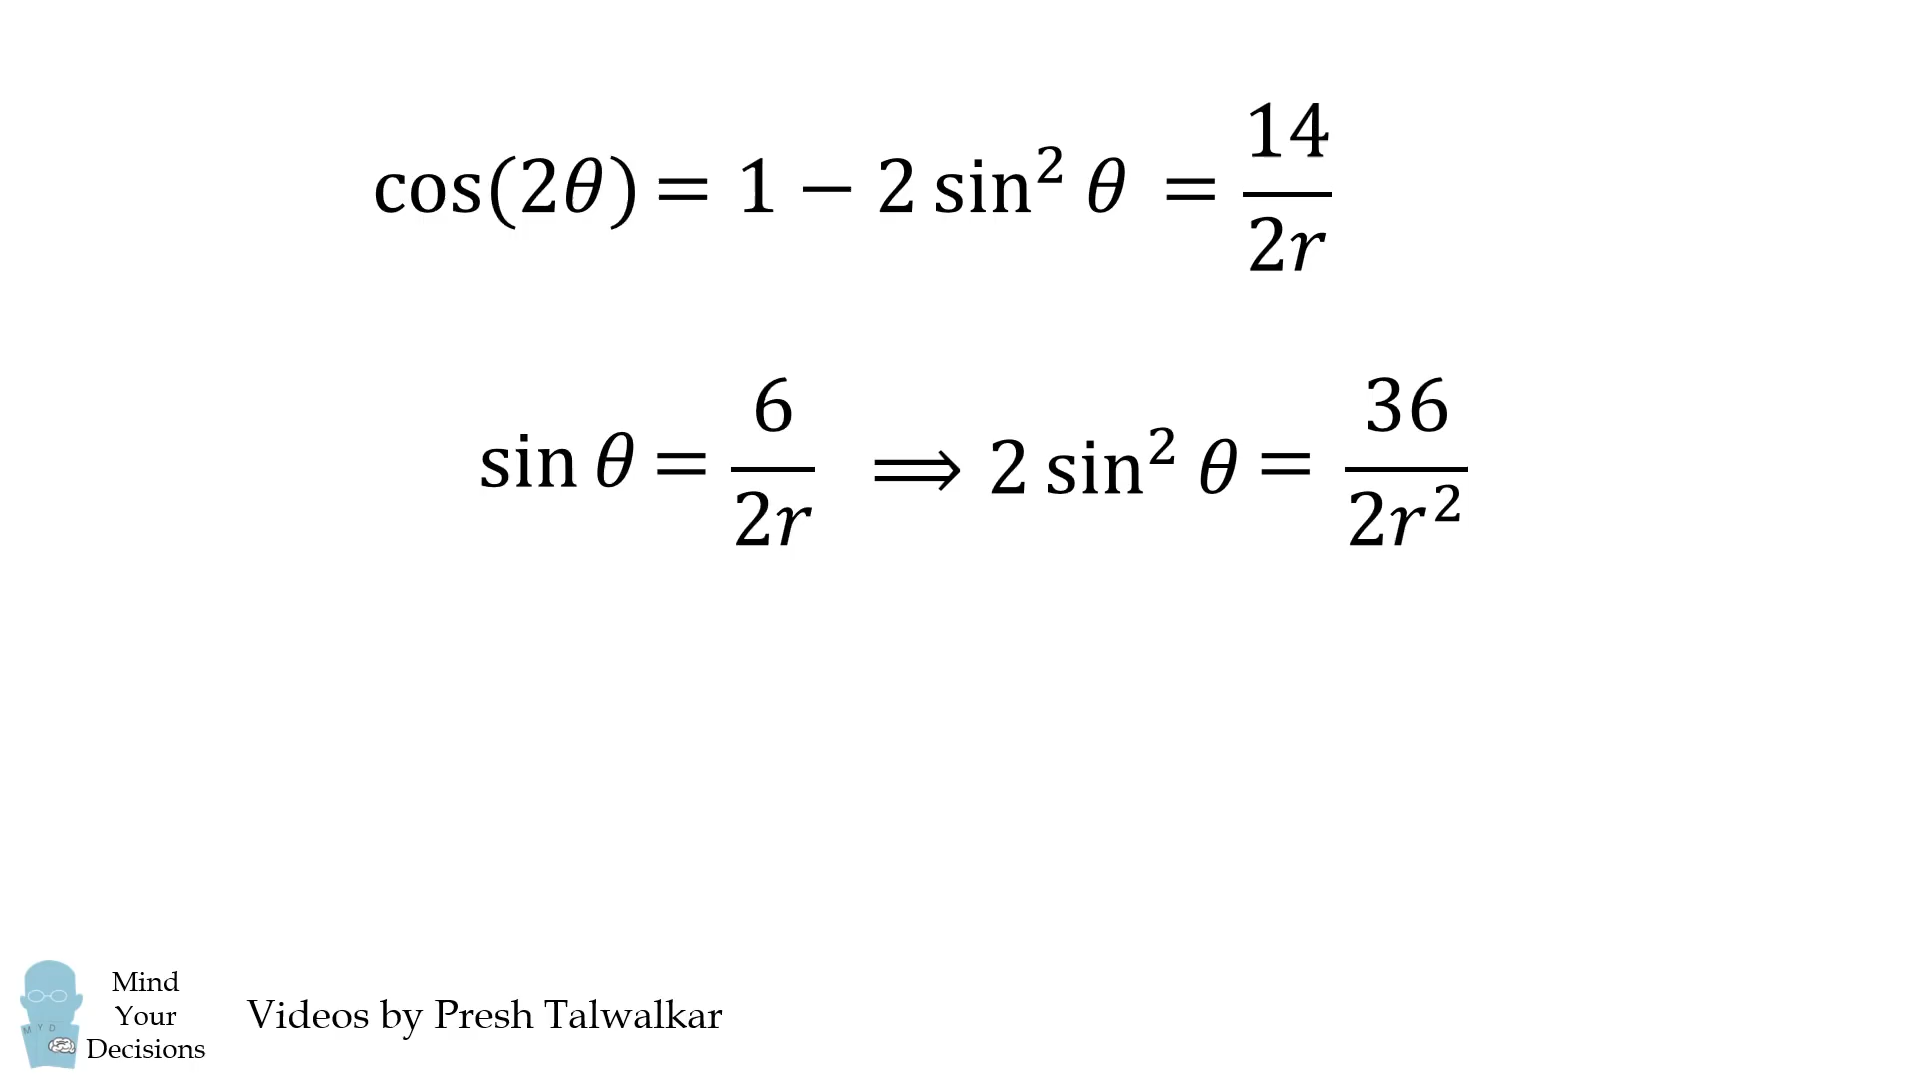 cos(2θ) = 1 − 2 sin² θ = 14/2r
sin θ = 6/2r ⟹ 2 sin² θ = 36/2r²
M Y D
Mind
Your
Decisions
Videos by Presh Talwalkar